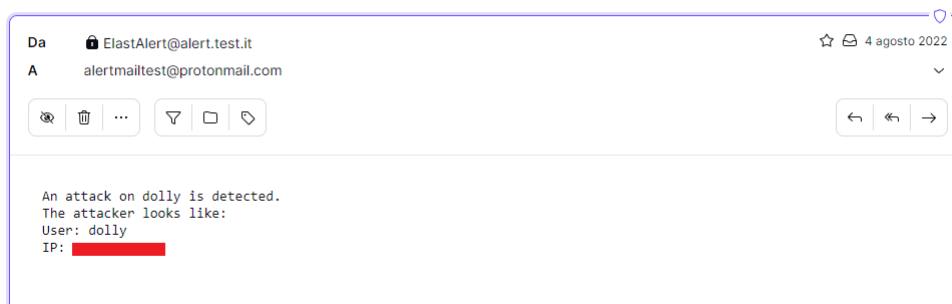 Da ElastAlert@alert.test.it 4 agosto 2022
A alertmailtest@protonmail.com
An attack on dolly is detected.
The attacker looks like:
User: dolly
IP: